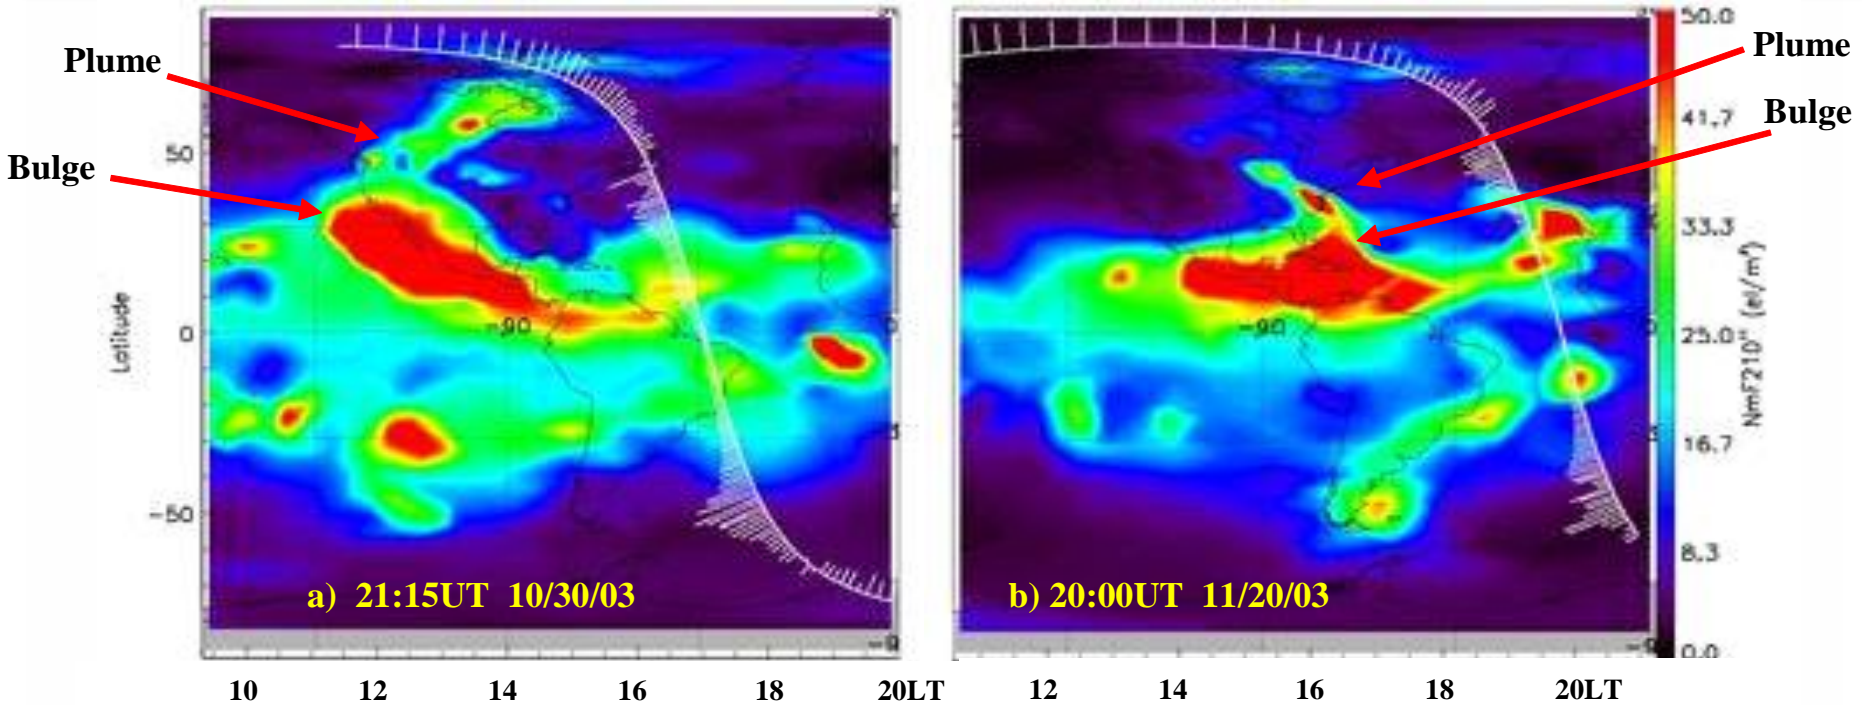 Plume
Bulge
50
0
-50
Latitude
-90
a) 21:15UT 10/30/03
10 12 14 16 18 20LT
Plume
Bulge
-90
b) 20:00UT 11/20/03
12 14 16 18 20LT
50.0
41.7
33.3
25.0
16.7
8.3
0.0